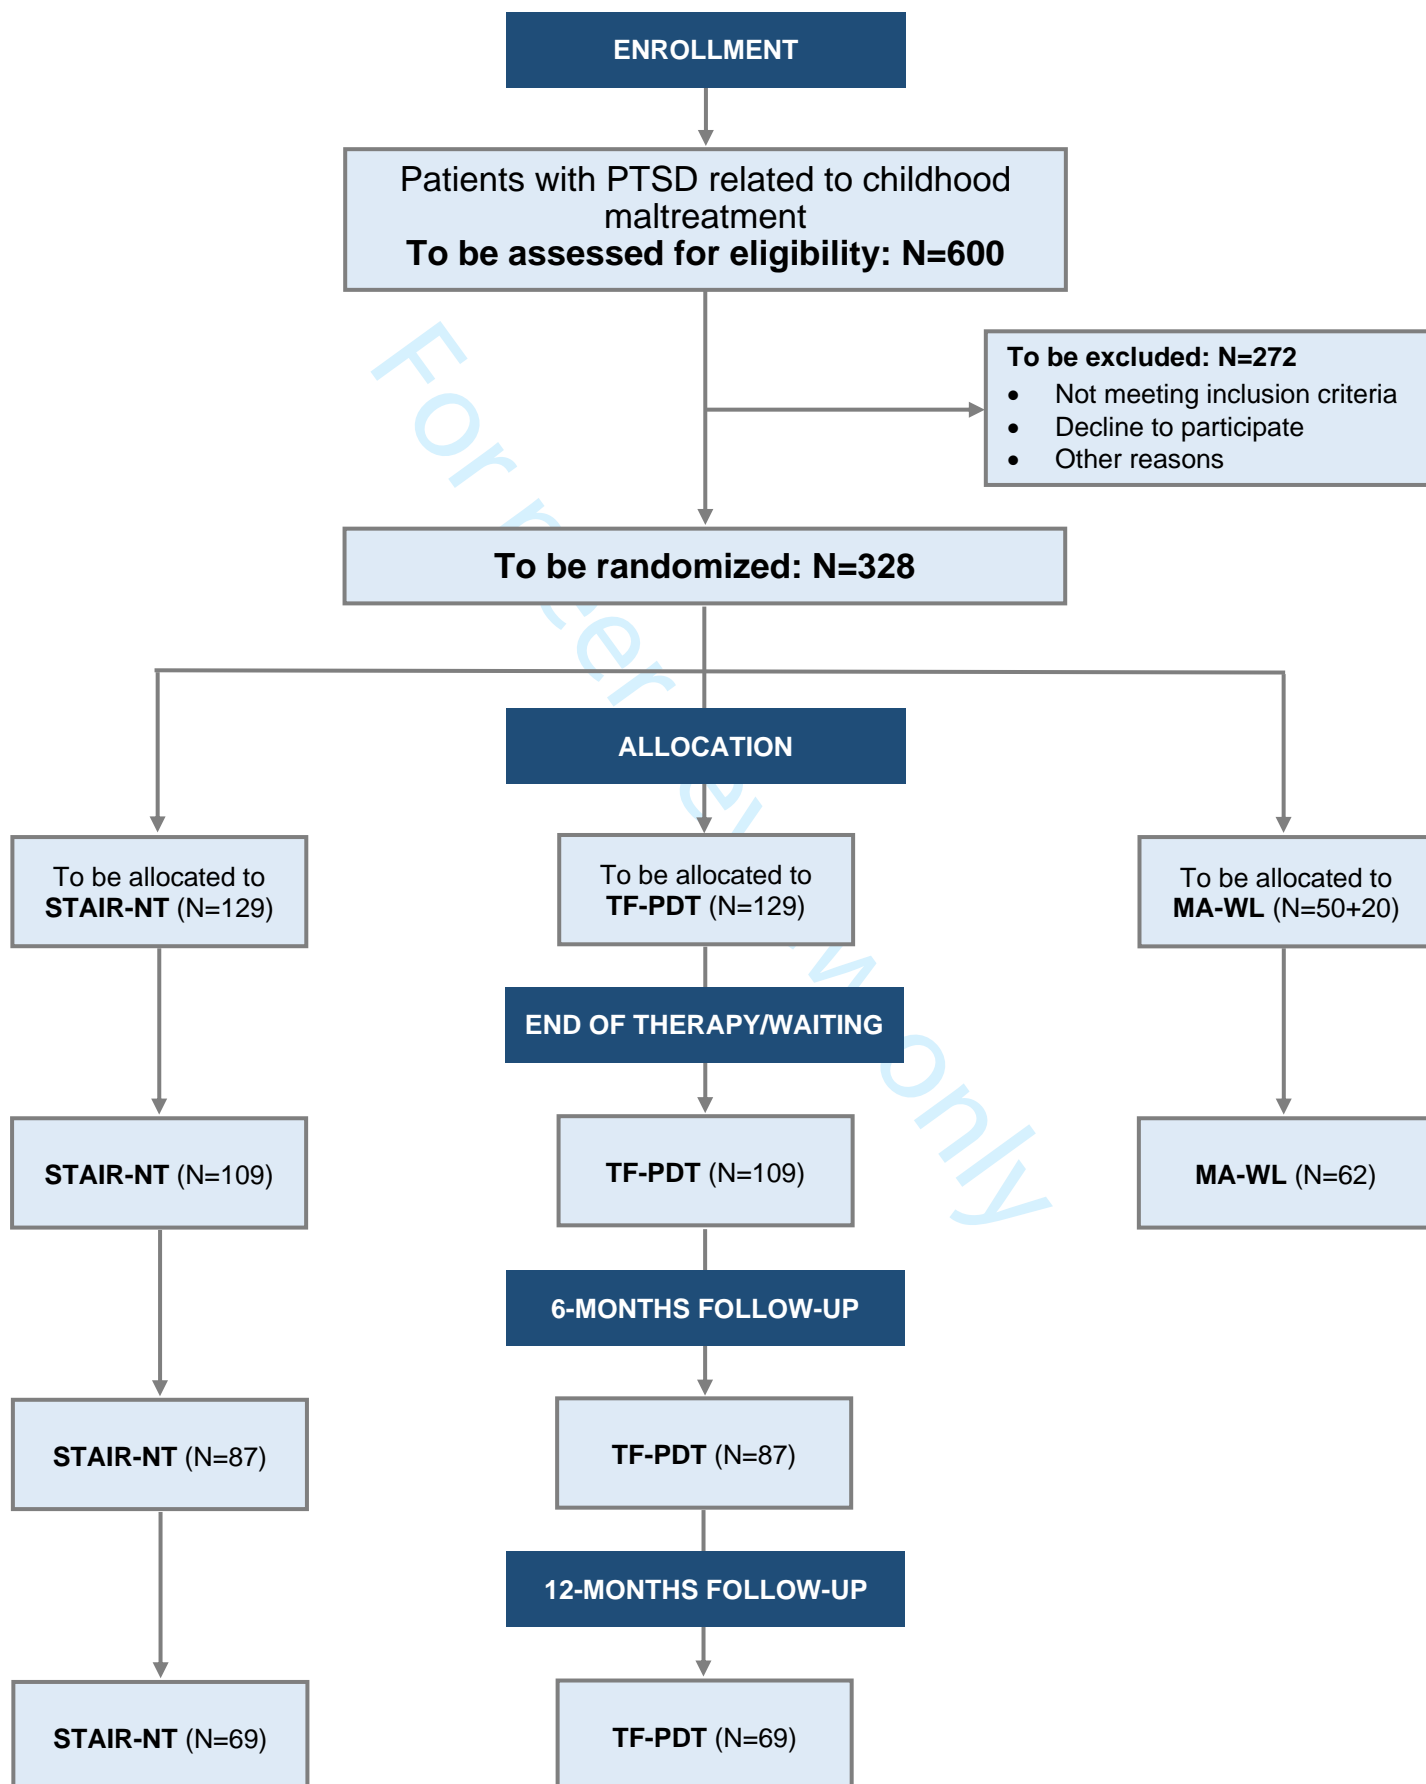 ENROLLMENT
Patients with PTSD related to childhood
maltreatment
To be assessed for eligibility: N=600
To be excluded: N=272
• Not meeting inclusion criteria
• Decline to participate
• Other reasons
To be randomized: N=328
ALLOCATION
To be allocated to
STAIR-NT (N=129)
To be allocated to
TF-PDT (N=129)
To be allocated to
MA-WL (N=50+20)
END OF THERAPY/WAITING
STAIR-NT (N=109)
TF-PDT (N=109)
MA-WL (N=62)
6-MONTHS FOLLOW-UP
STAIR-NT (N=87)
TF-PDT (N=87)
12-MONTHS FOLLOW-UP
STAIR-NT (N=69)
TF-PDT (N=69)
For peer review only